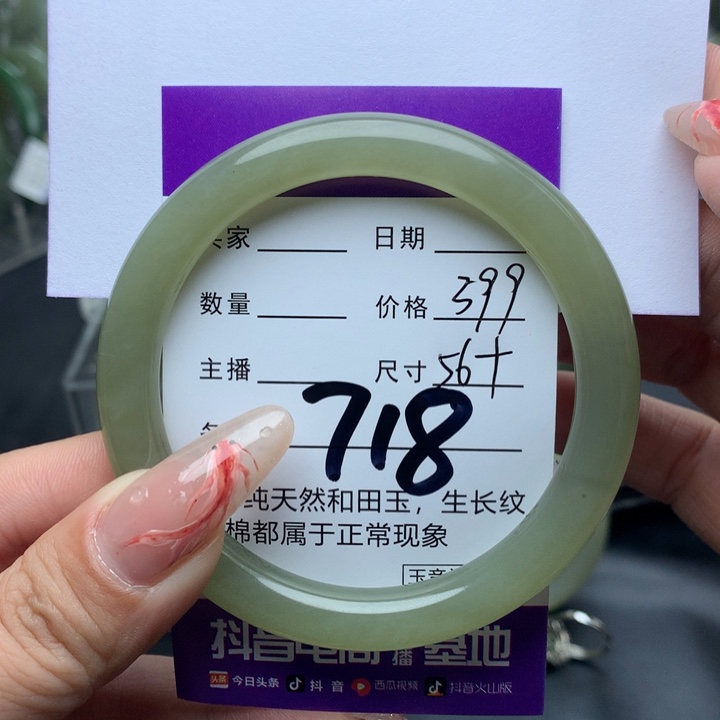 家 日期
数量 价格 599
主播 尺寸 56+
718
纯天然和田玉，生长纹
棉都属于正常现象
抖音电商直播基地
头条 今日头条 抖音 西瓜视频 抖音火山版